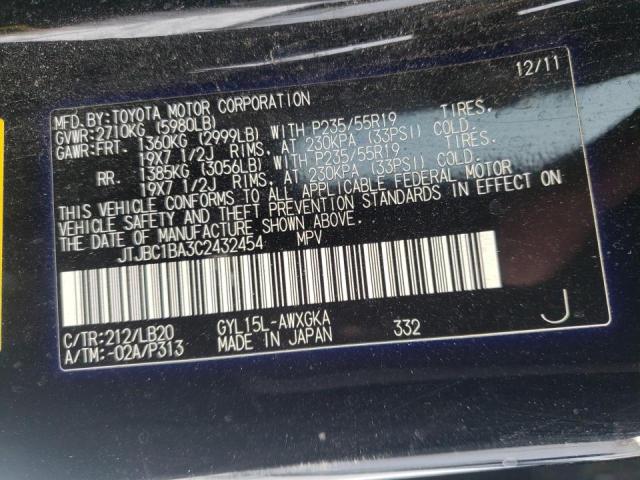 12/11
MFD.BY:TOYOTA MOTOR CORPORATION
GVWR:2710KG (5980LB)
GAWR:FRT. 1360KG (2999LB) WITH P235/55R19 TIRES.
19X7 1/2J RIMS, AT 230KPA (33PSI) COLD.
RR. 1385KG (3056LB) WITH P235/55R19 TIRES.
19X7 1/2J RIMS, AT 230KPA (33PSI) COLD.
THIS VEHICLE CONFORMS TO ALL APPLICABLE FEDERAL MOTOR
VEHICLE SAFETY AND THEFT PREVENTION STANDARDS IN EFFECT ON
THE DATE OF MANUFACTURE SHOWN ABOVE.
JTJBC1BA3C2432454 MPV
C/TR:212/LB20 GYL15L-AWXGKA
A/TM:-02A/P313 MADE IN JAPAN 332 J